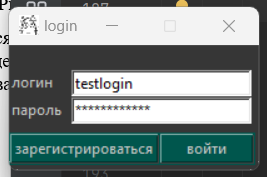 login
логин testlogin
пароль ************
зарегистрироваться войти